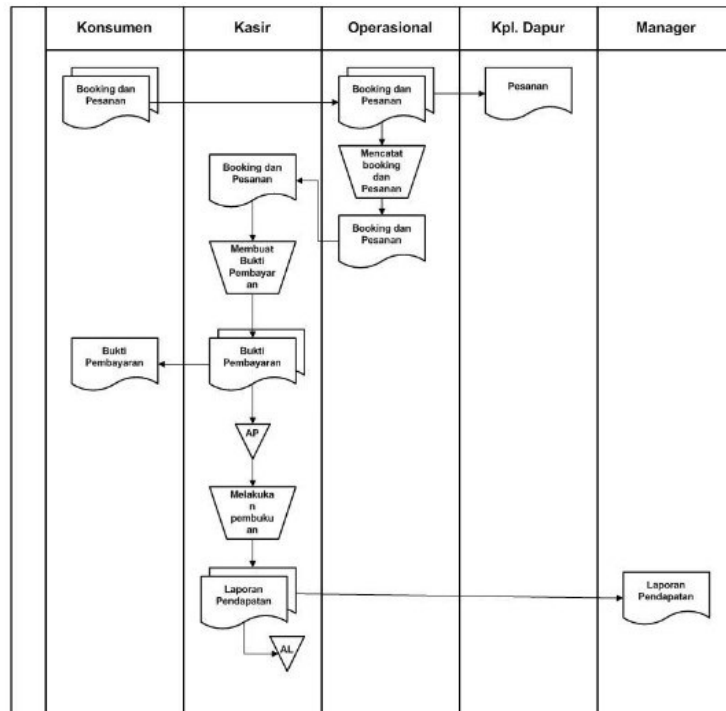 Konsumen
Kasir
Operasional
Kpl. Dapur
Manager
Booking dan
Pesanan
Booking dan
Pesanan
Pesanan
Mencatat
booking
dan
Pesanan
Booking dan
Pesanan
Booking dan
Pesanan
Membuat
Bukti
Pembayar
an
Bukti
Pembayaran
Bukti
Pembayaran
AP
Melakuka
n
pembuku
an
Laporan
Pendapatan
Laporan
Pendapatan
AL